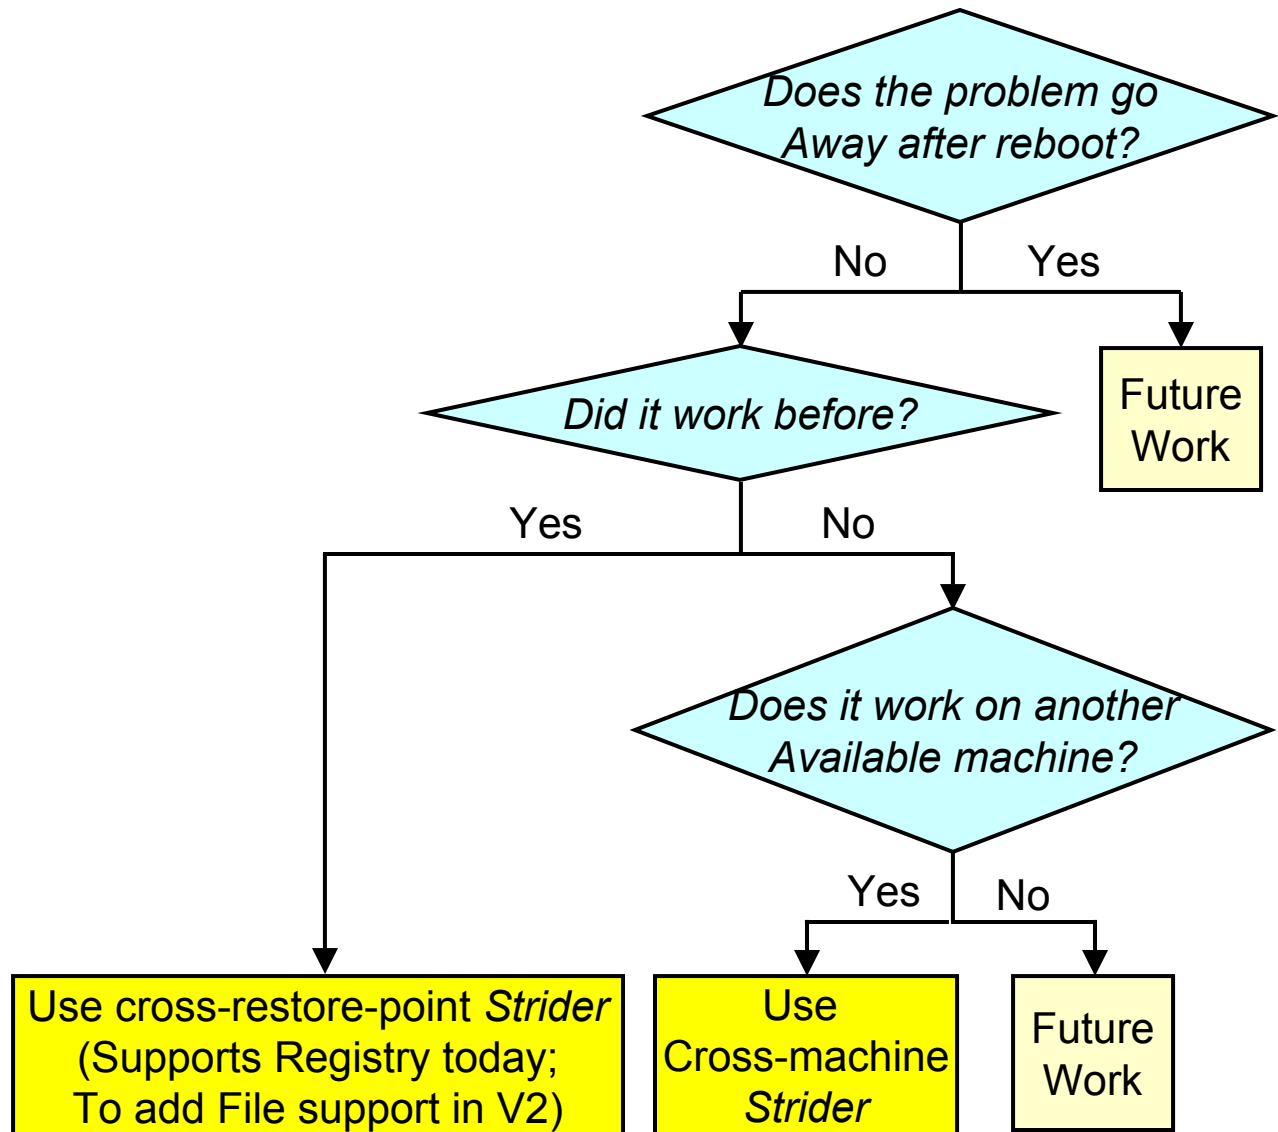 Does the problem go
Away after reboot?
No
Yes
Did it work before?
Future
Work
Yes
No
Does it work on another
Available machine?
Yes
No
Use cross-restore-point Strider
(Supports Registry today;
To add File support in V2)
Use
Cross-machine
Strider
Future
Work